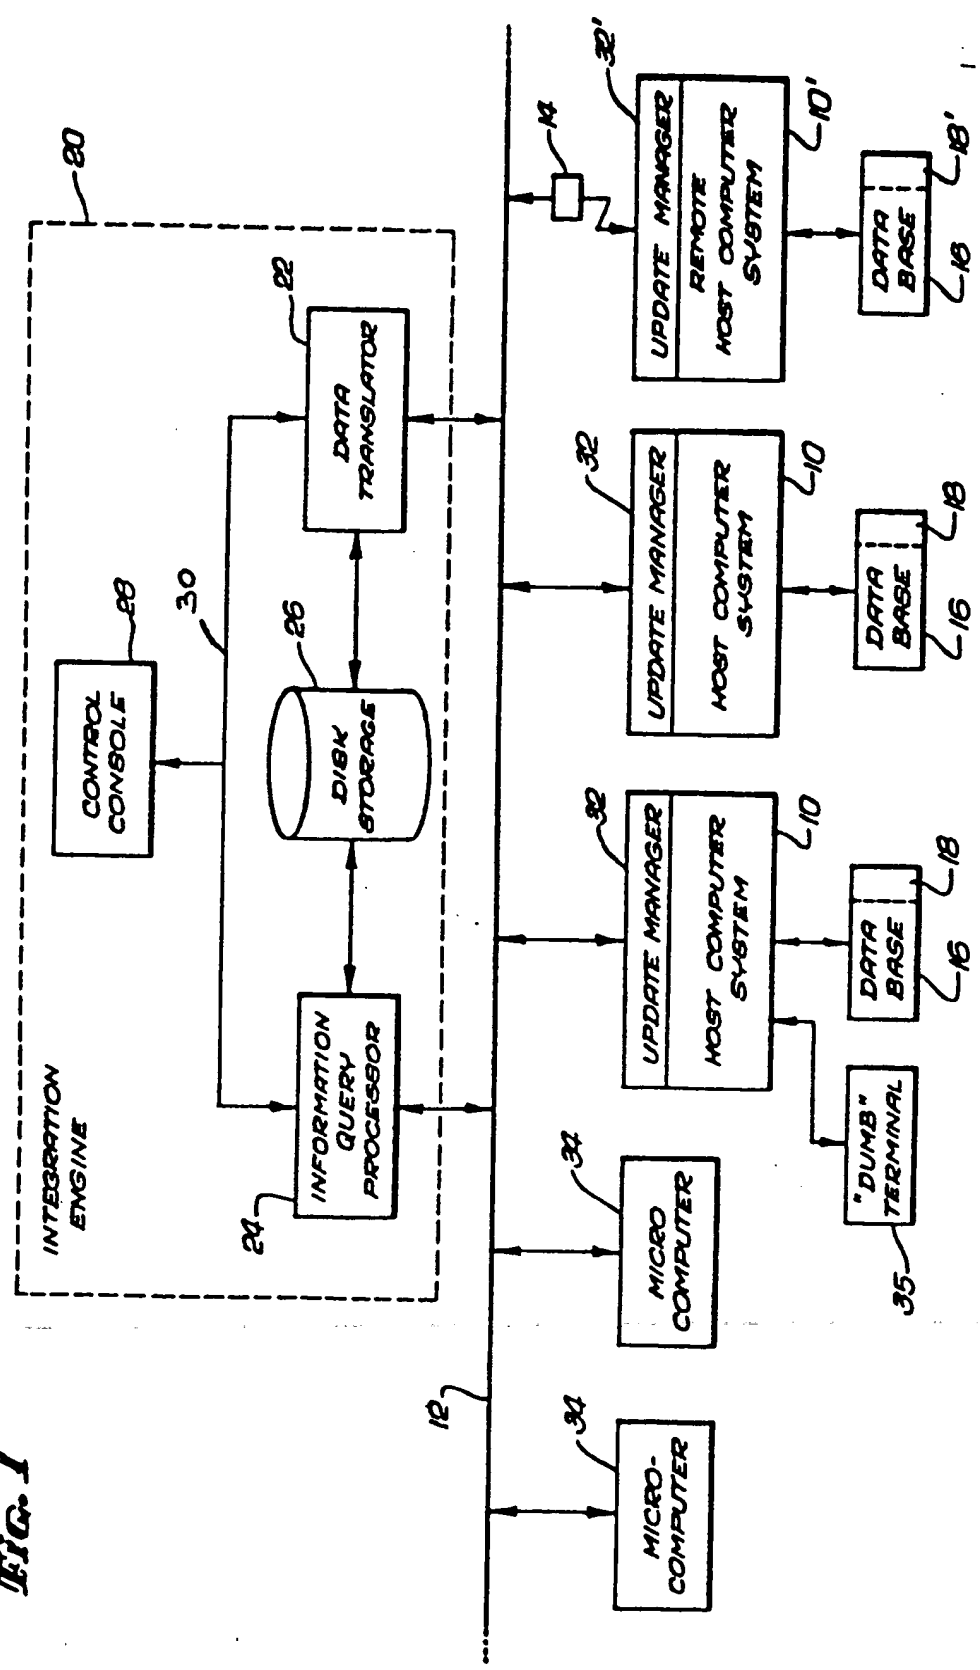 FIG. 1
INTEGRATION
ENGINE
20
CONTROL
CONSOLE
28
30
24
INFORMATION
QUERY
PROCESSOR
DISK
STORAGE
26
DATA
TRANSLATOR
22
12
14
MICRO-
COMPUTER
34
MICRO
COMPUTER
34
UPDATE MANAGER
HOST COMPUTER
SYSTEM
32
10
UPDATE MANAGER
HOST COMPUTER
SYSTEM
32
10
UPDATE MANAGER
REMOTE
HOST COMPUTER
SYSTEM
32'
10'
"DUMB"
TERMINAL
35
DATA
BASE
16
18
DATA
BASE
16
18
DATA
BASE
16
18'